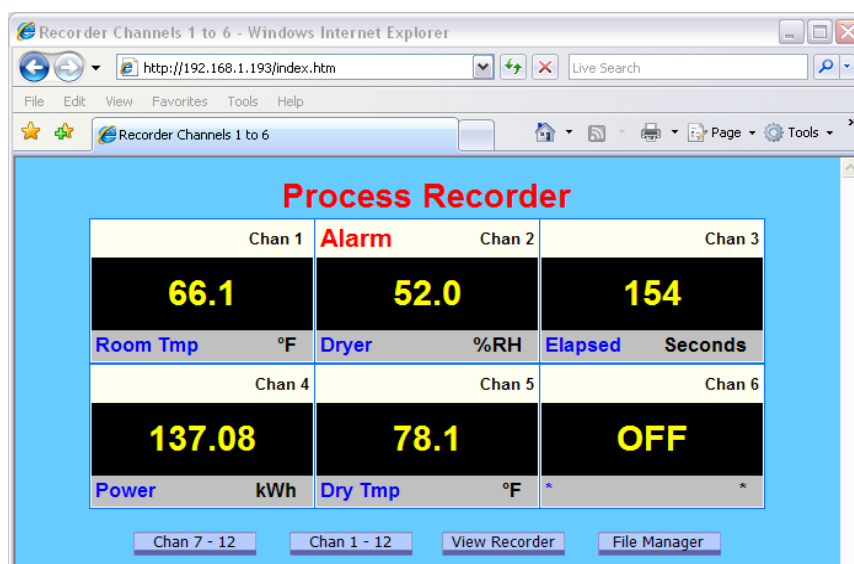 Recorder Channels 1 to 6 - Windows Internet Explorer
http://192.168.1.193/index.htm
Live Search
File Edit View Favorites Tools Help
Recorder Channels 1 to 6
Page Tools
Process Recorder
Chan 1
66.1
Room Tmp °F
Alarm Chan 2
52.0
Dryer %RH
Chan 3
154
Elapsed Seconds
Chan 4
137.08
Power kWh
Chan 5
78.1
Dry Tmp °F
Chan 6
OFF
* *
Chan 7 - 12 Chan 1 - 12 View Recorder File Manager